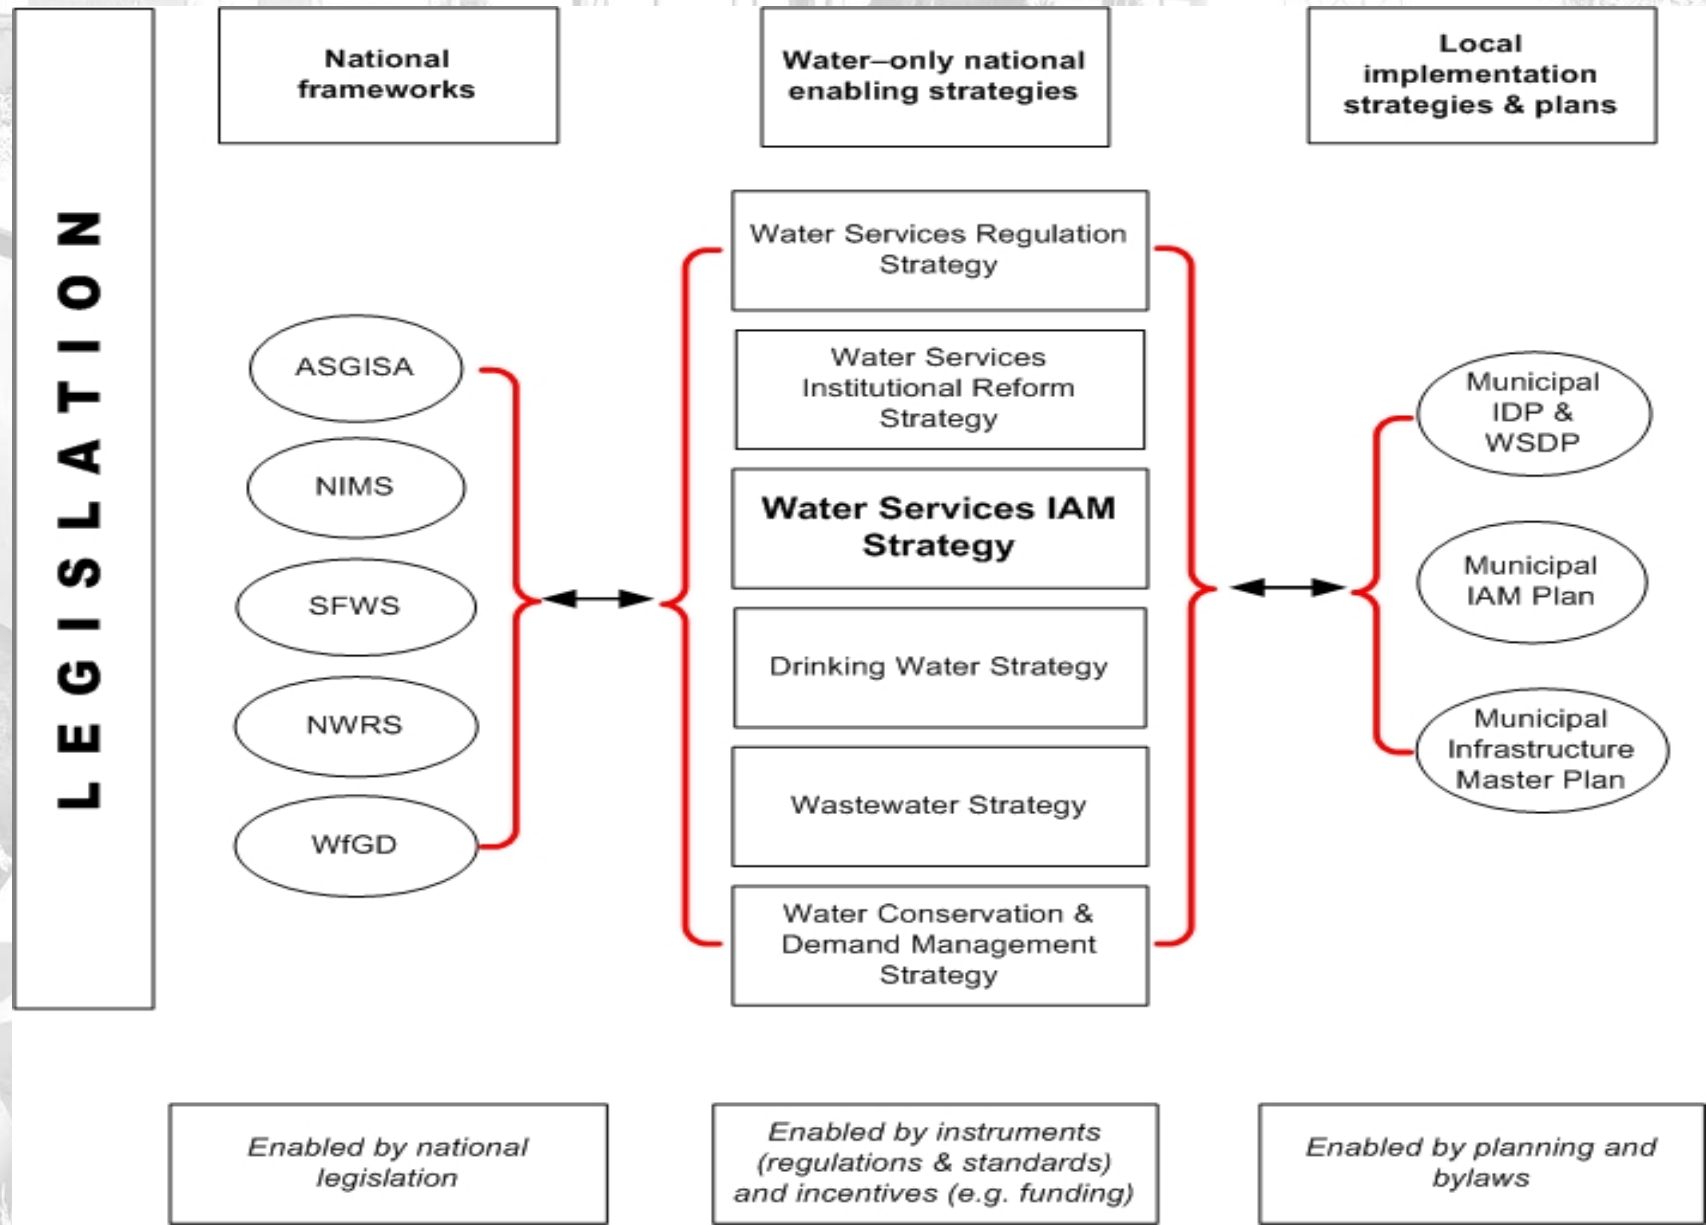 LEGISLATION
National
frameworks
Water–only national
enabling strategies
Local
implementation
strategies & plans
ASGISA
NIMS
SFWS
NWRS
WfGD
Water Services Regulation
Strategy
Water Services
Institutional Reform
Strategy
Water Services IAM
Strategy
Drinking Water Strategy
Wastewater Strategy
Water Conservation &
Demand Management
Strategy
Municipal
IDP &
WSDP
Municipal
IAM Plan
Municipal
Infrastructure
Master Plan
Enabled by national
legislation
Enabled by instruments
(regulations & standards)
and incentives (e.g. funding)
Enabled by planning and
bylaws